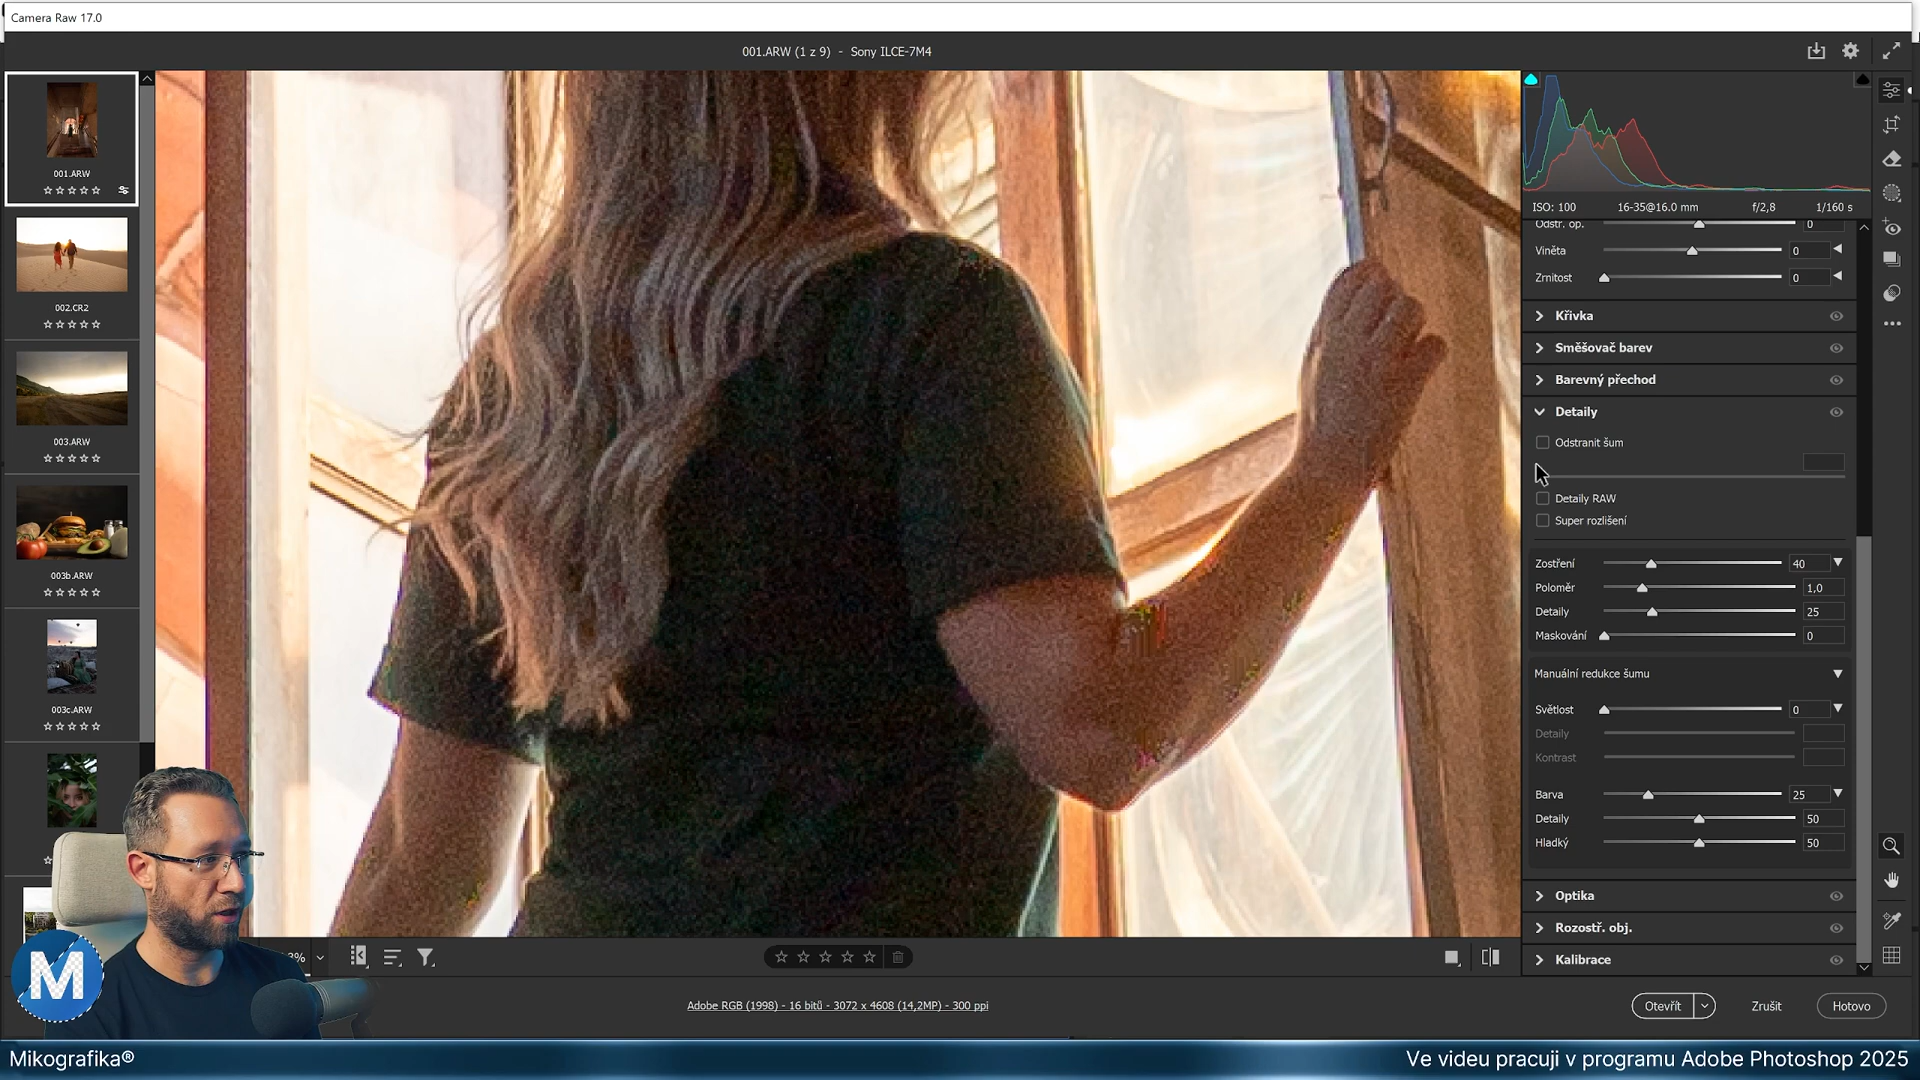 Camera Raw 17.0
001.ARW (1 z 9) - Sony ILCE-7M4
001.ARW
002.CR2
003.ARW
003b.ARW
003c.ARW
ISO: 100 16-35@16.0 mm f/2,8 1/160 s
Odstr. op. 0
Viněta 0
Zrnitost 0
Křivka
Směšovač barev
Barevný přechod
Detaily
Odstranit šum
Detaily RAW
Super rozlišení
Zostření 40
Poloměr 1,0
Detaily 25
Maskování 0
Manuální redukce šumu
Světlost 0
Detaily
Kontrast
Barva 25
Detaily 50
Hladký 50
Optika
Rozostř. obj.
Kalibrace
Adobe RGB (1998) - 16 bitů - 3072 x 4608 (14,2MP) - 300 ppi
Otevřít Zrušit Hotovo
M
Mikografika®
Ve videu pracuji v programu Adobe Photoshop 2025